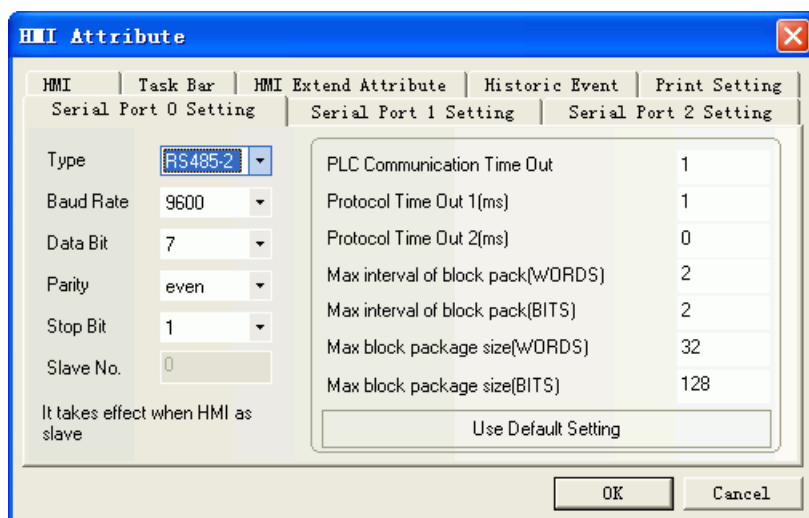 HMI Attribute
HMI Task Bar HMI Extend Attribute Historic Event Print Setting
Serial Port 0 Setting Serial Port 1 Setting Serial Port 2 Setting
Type RS485-2
Baud Rate 9600
Data Bit 7
Parity even
Stop Bit 1
Slave No. 0
It takes effect when HMI as
slave
PLC Communication Time Out 1
Protocol Time Out 1(ms) 1
Protocol Time Out 2(ms) 0
Max interval of block pack(WORDS) 2
Max interval of block pack(BITS) 2
Max block package size(WORDS) 32
Max block package size(BITS) 128
Use Default Setting
OK Cancel